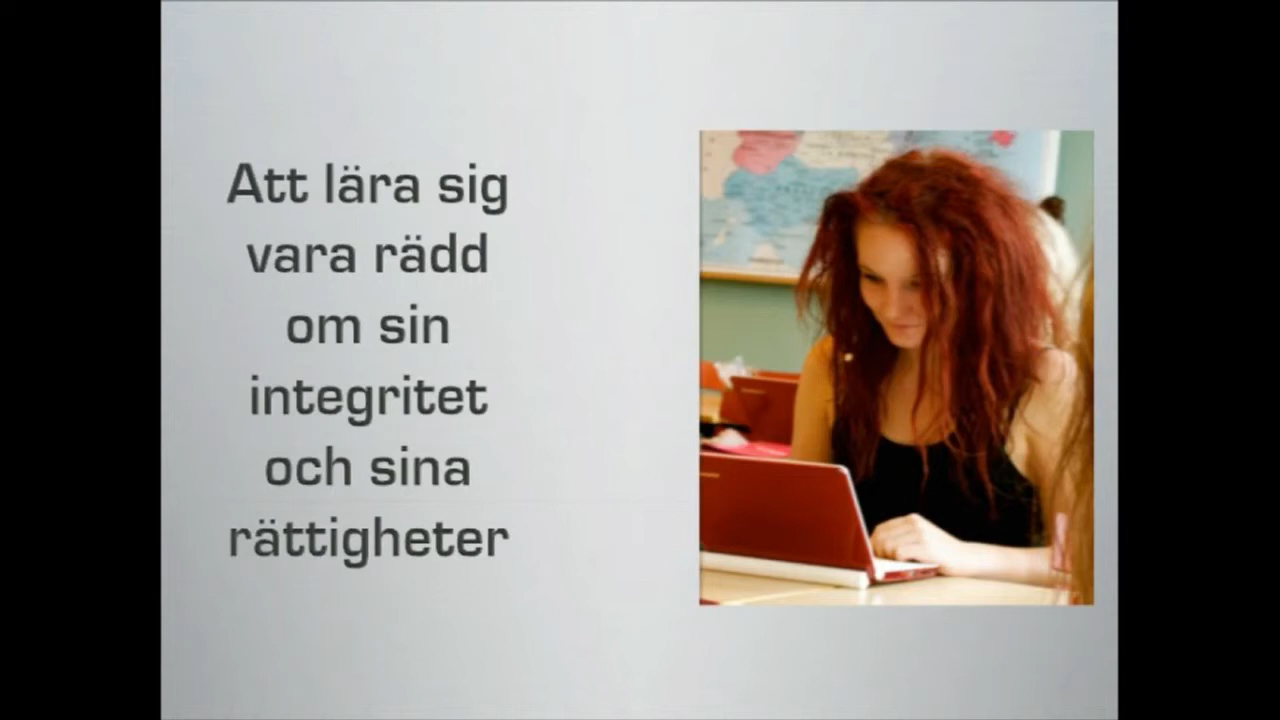 Att lära sig
vara rädd
om sin
integritet
och sina
rättigheter